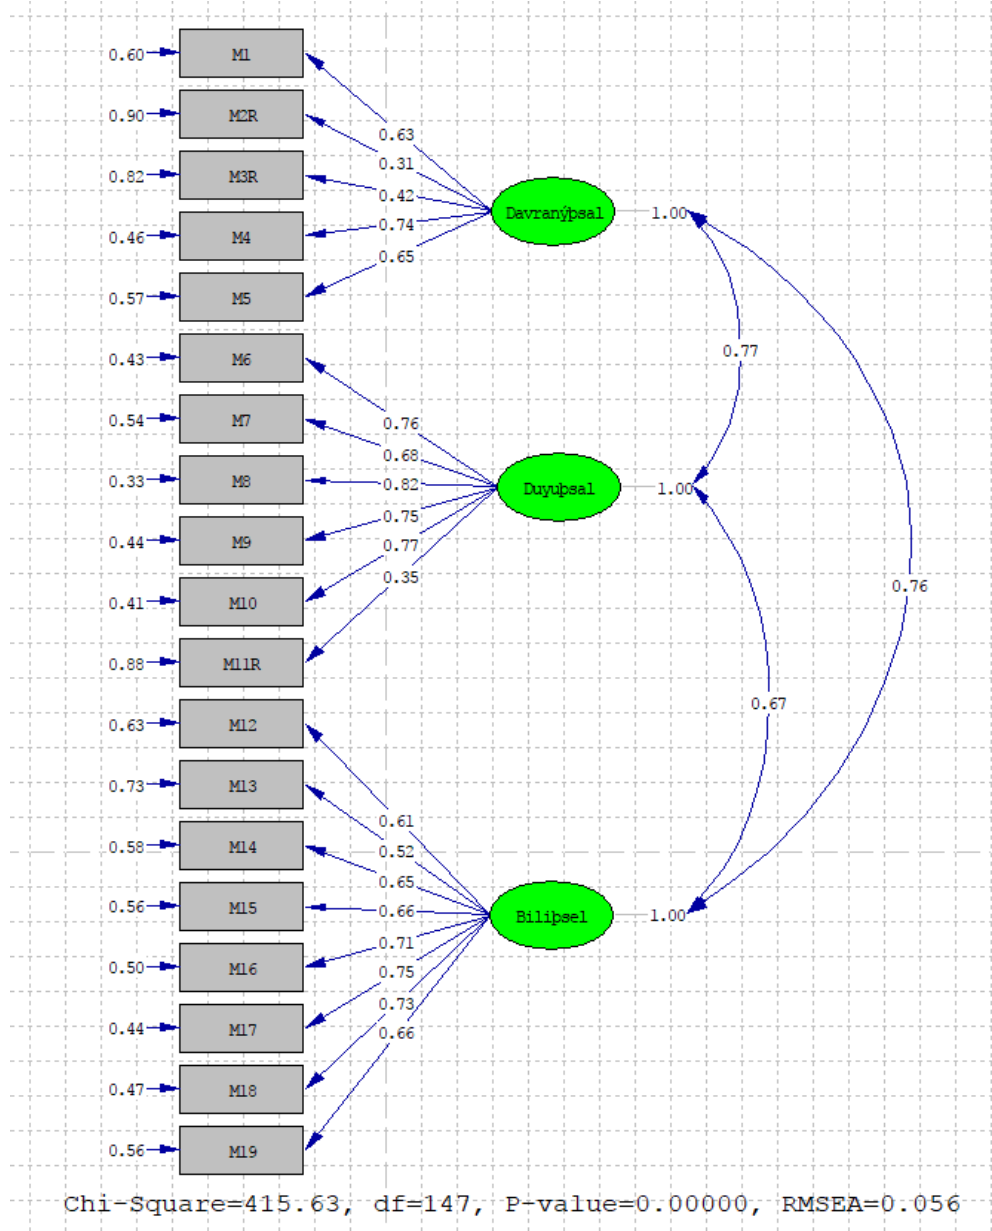 0.60 M1
0.63
0.90 M2R
0.31
0.82 M3R
0.42
Davranýþsal 1.00
0.46 M4
0.74
0.65
0.57 M5
0.77
0.43 M6
0.76
0.54 M7
0.68
0.33 M8
0.82
Duyuþsal 1.00
0.75
0.44 M9
0.77
0.35
0.76
0.41 M10
0.88 M11R
0.67
0.63 M12
0.73 M13
0.61
0.58 M14
0.52
0.65
0.56 M15
0.66
Biliþsel 1.00
0.71
0.50 M16
0.75
0.73
0.44 M17
0.66
0.47 M18
0.56 M19
Chi-Square=415.63, df=147, P-value=0.00000, RMSEA=0.056